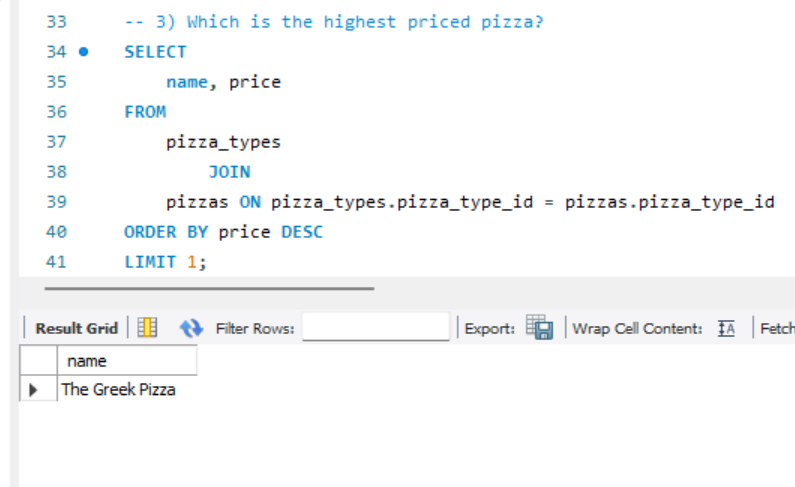 33 -- 3) Which is the highest priced pizza?
34 SELECT
35 name, price
36 FROM
37 pizza_types
38 JOIN
39 pizzas ON pizza_types.pizza_type_id = pizzas.pizza_type_id
40 ORDER BY price DESC
41 LIMIT 1;
Result Grid Filter Rows: Export: Wrap Cell Content: IA Fetch
name
The Greek Pizza